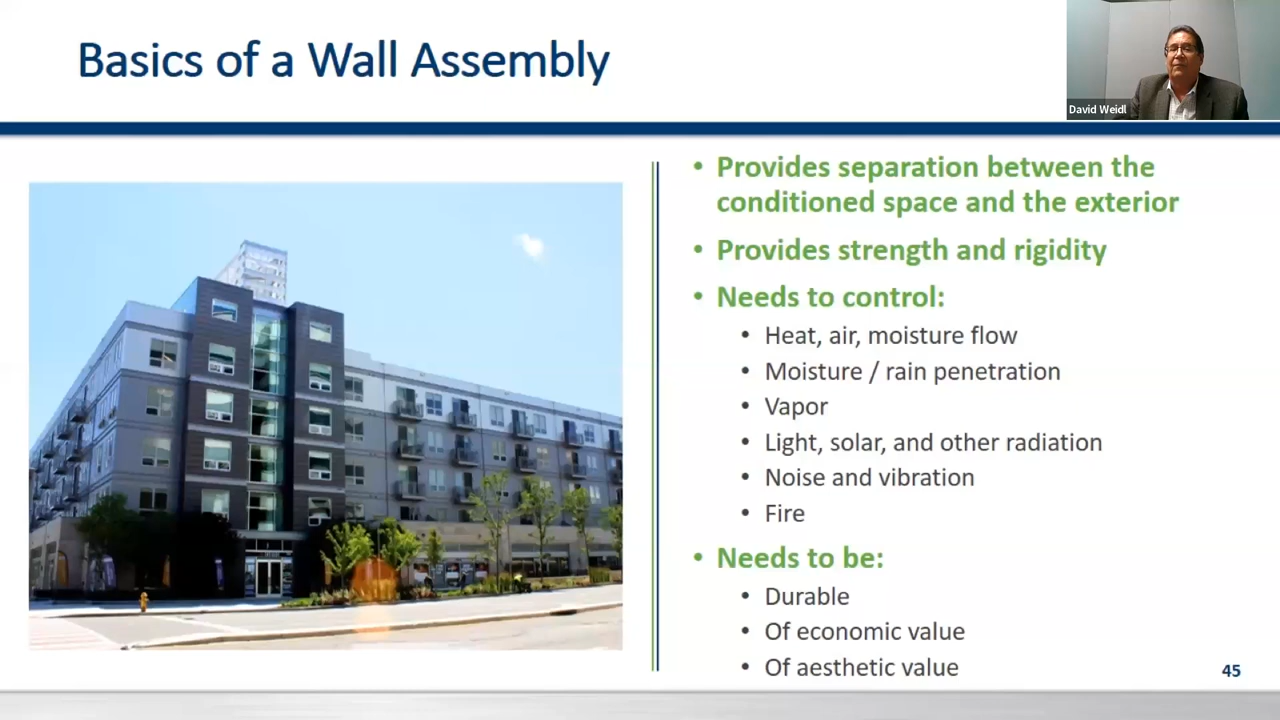 Basics of a Wall Assembly
David Weidl
• Provides separation between the
conditioned space and the exterior
• Provides strength and rigidity
• Needs to control:
• Heat, air, moisture flow
• Moisture / rain penetration
• Vapor
• Light, solar, and other radiation
• Noise and vibration
• Fire
• Needs to be:
• Durable
• Of economic value
• Of aesthetic value
45